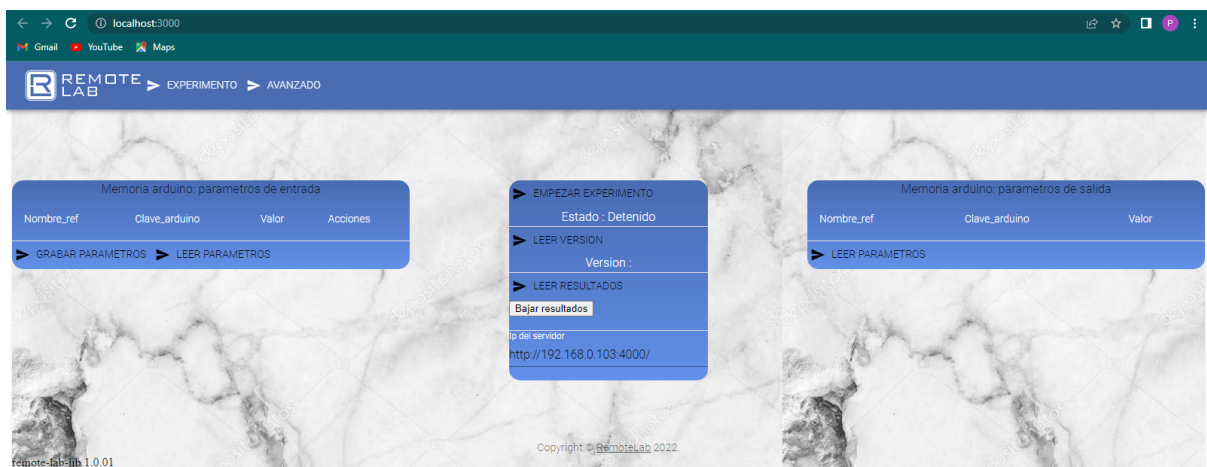 localhost:3000
Gmail YouTube Maps
P
REMOTE LAB EXPERIMENTO AVANZADO
Memoria arduino: parametros de entrada
Nombre_ref Clave_arduino Valor Acciones
GRABAR PARAMETROS LEER PARAMETROS
EMPEZAR EXPERIMENTO
Estado : Detenido
LEER VERSION
Version :
LEER RESULTADOS
Bajar resultados
ip del servidor
http://192.168.0.103:4000/
Memoria arduino: parametros de salida
Nombre_ref Clave_arduino Valor
LEER PARAMETROS
Copyright © RemoteLab 2022
remote-lab-lib 1.0.01